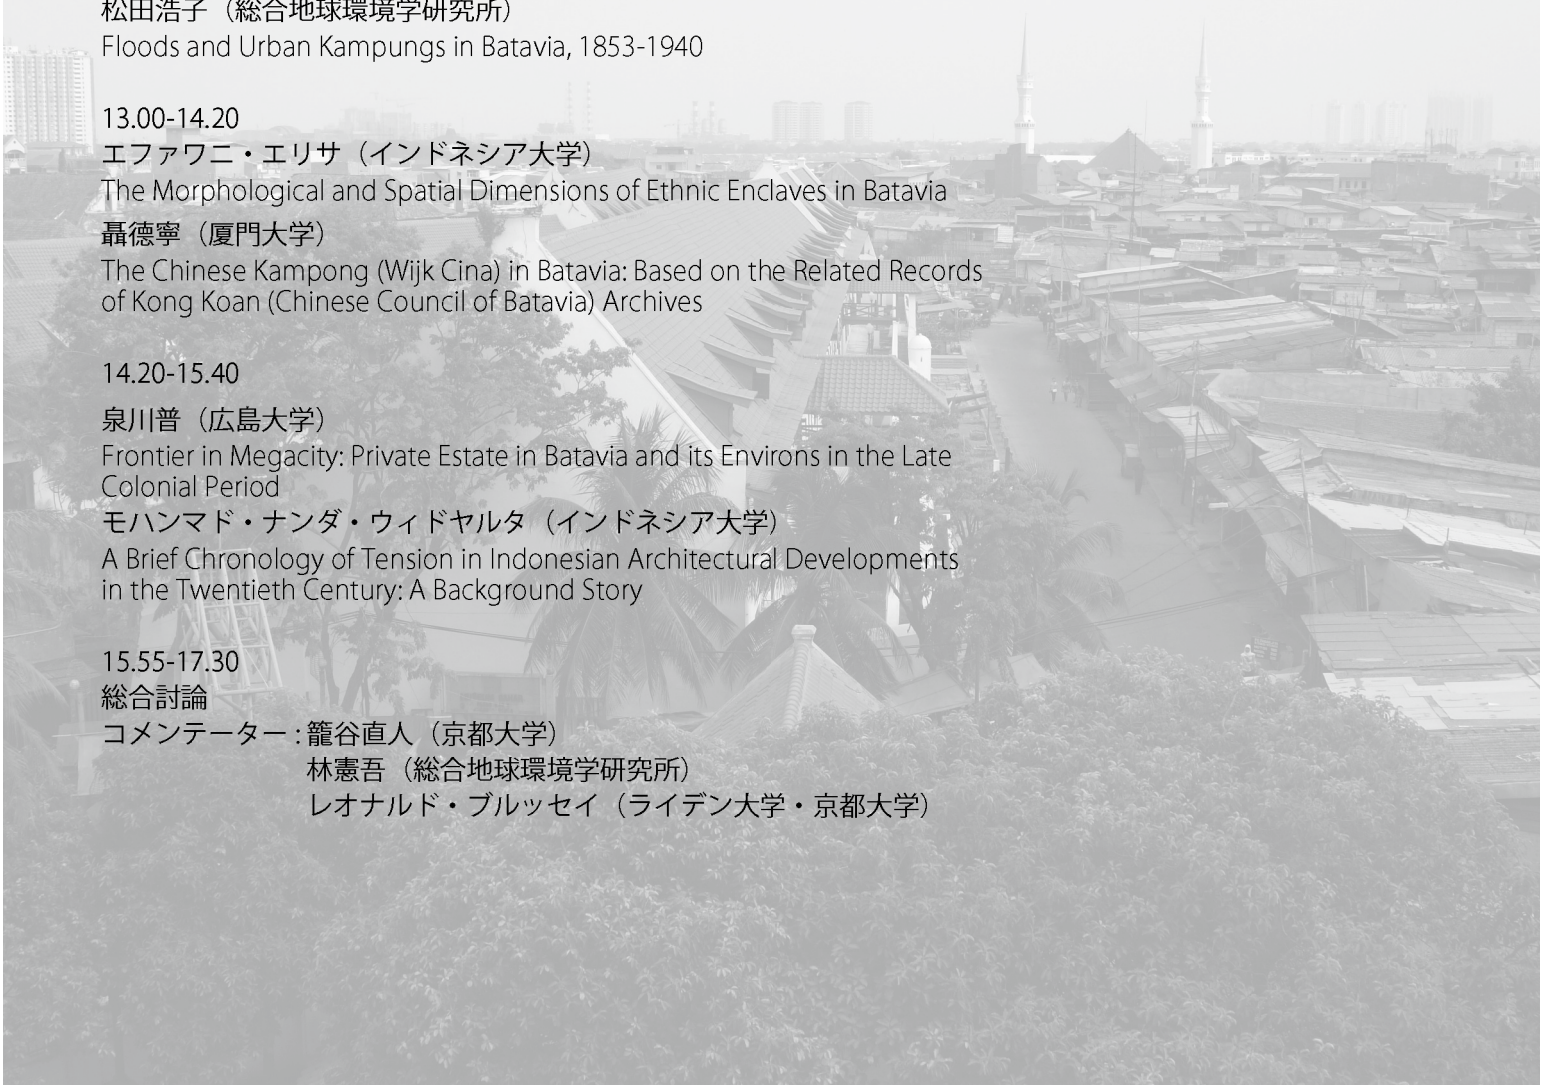 松田浩子（総合地球環境学研究所）
Floods and Urban Kampungs in Batavia, 1853-1940
13.00-14.20
エファワニ・エリサ（インドネシア大学）
The Morphological and Spatial Dimensions of Ethnic Enclaves in Batavia
聶德寧（厦門大学）
The Chinese Kampong (Wijk Cina) in Batavia: Based on the Related Records
of Kong Koan (Chinese Council of Batavia) Archives
14.20-15.40
泉川普（広島大学）
Frontier in Megacity: Private Estate in Batavia and its Environs in the Late
Colonial Period
モハンマド・ナンダ・ウィドヤルタ（インドネシア大学）
A Brief Chronology of Tension in Indonesian Architectural Developments
in the Twentieth Century: A Background Story
15.55-17.30
総合討論
コメンテーター : 籠谷直人（京都大学）
林憲吾（総合地球環境学研究所）
レオナルド・ブルッセイ（ライデン大学・京都大学）